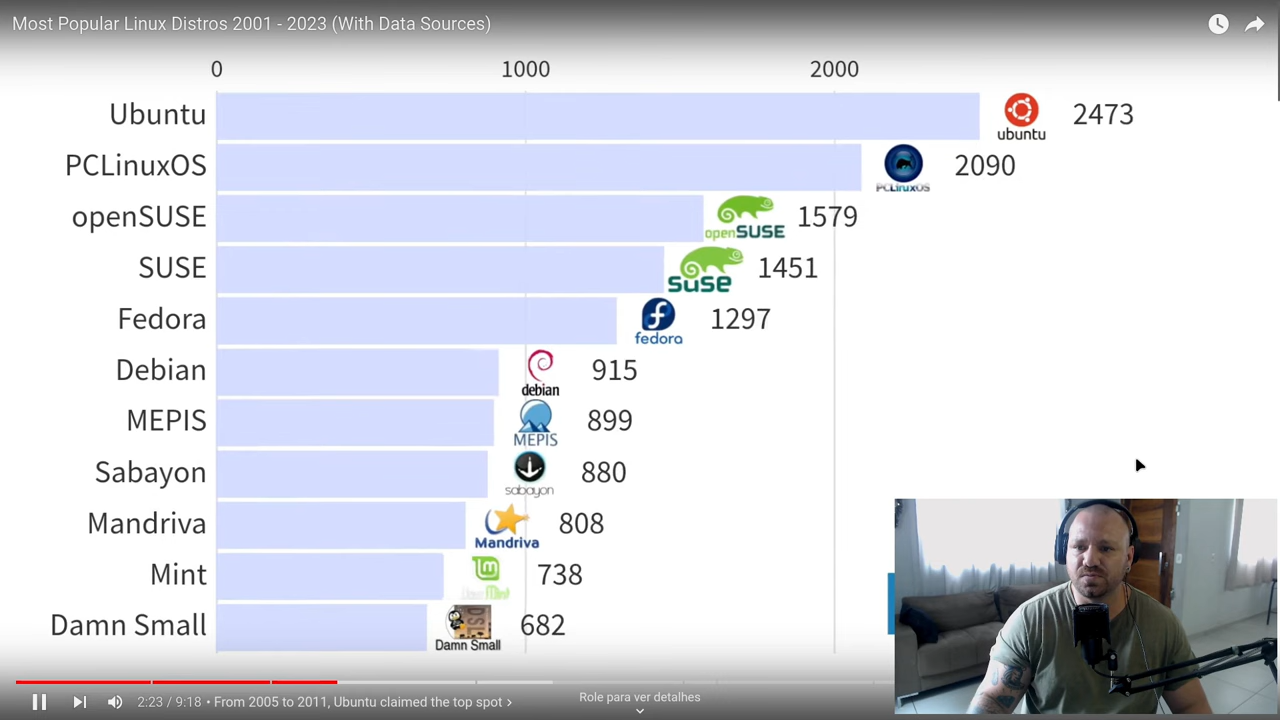 Most Popular Linux Distros 2001 - 2023 (With Data Sources)
0 1000 2000
Ubuntu ubuntu 2473
PCLinuxOS PCLinuxOS 2090
openSUSE openSUSE 1579
SUSE SUSE 1451
Fedora fedora 1297
Debian debian 915
MEPIS MEPIS 899
Sabayon sabayon 880
Mandriva Mandriva 808
Mint 738
Damn Small Damn Small 682
2:23 / 9:18 • From 2005 to 2011, Ubuntu claimed the top spot
Role para ver detalhes